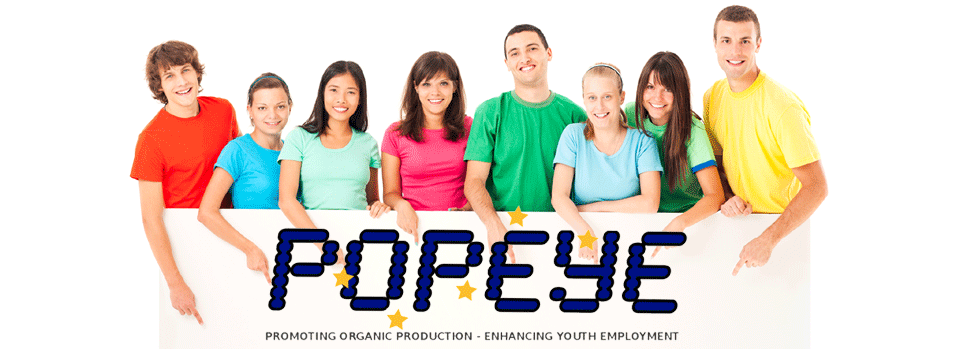 POPEYE
PROMOTING ORGANIC PRODUCTION - ENHANCING YOUTH EMPLOYMENT